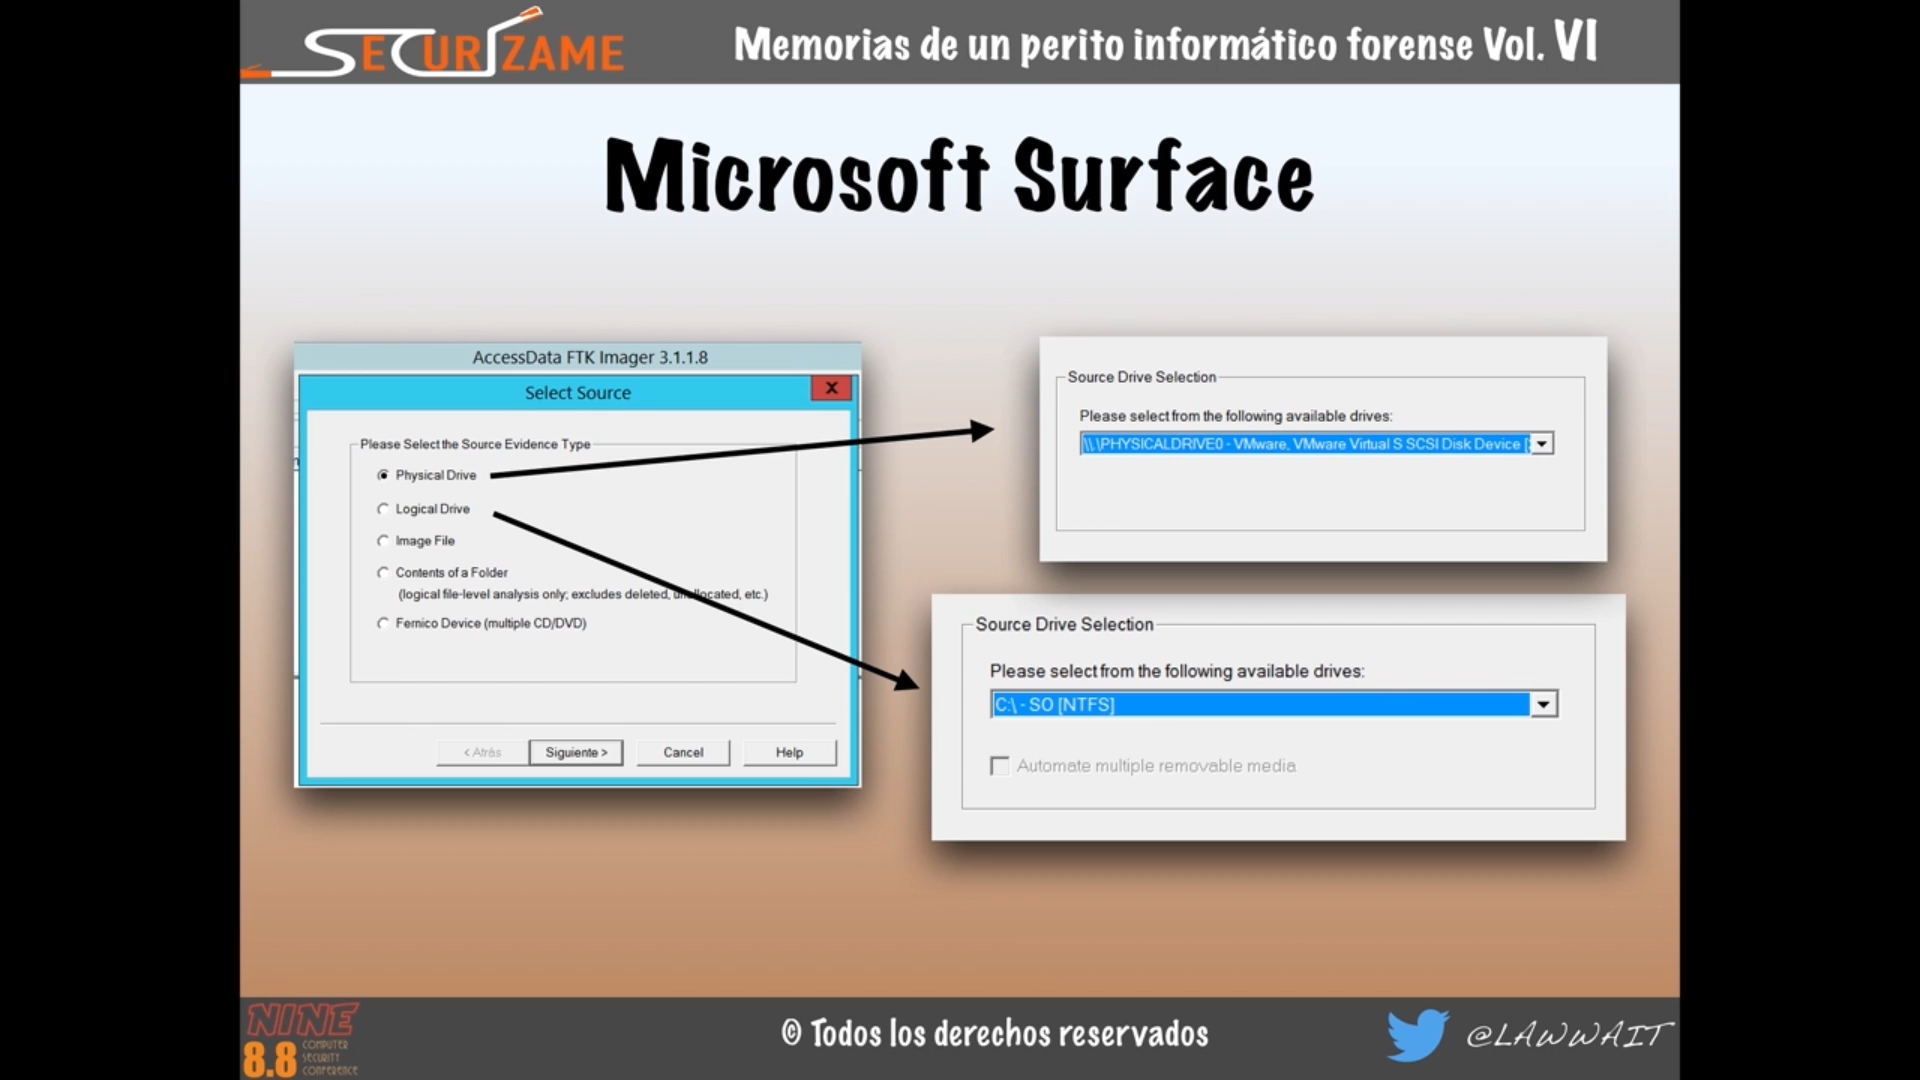 SECURIZAME
Memorias de un perito informático forense Vol. VI
Microsoft Surface
AccessData FTK Imager 3.1.1.8
Select Source
X
Please Select the Source Evidence Type
Physical Drive
Logical Drive
Image File
Contents of a Folder
(logical file-level analysis only; excludes deleted, unallocated, etc.)
Fernico Device (multiple CD/DVD)
< Atrás
Siguiente >
Cancel
Help
Source Drive Selection
Please select from the following available drives:
\\.\PHYSICALDRIVE0 - VMware, VMware Virtual S SCSI Disk Device [
Source Drive Selection
Please select from the following available drives:
C:\ - SO [NTFS]
Automate multiple removable media
NINE
8.8 COMPUTER
SECURITY
CONFERENCE
© Todos los derechos reservados
@LAWWAIT